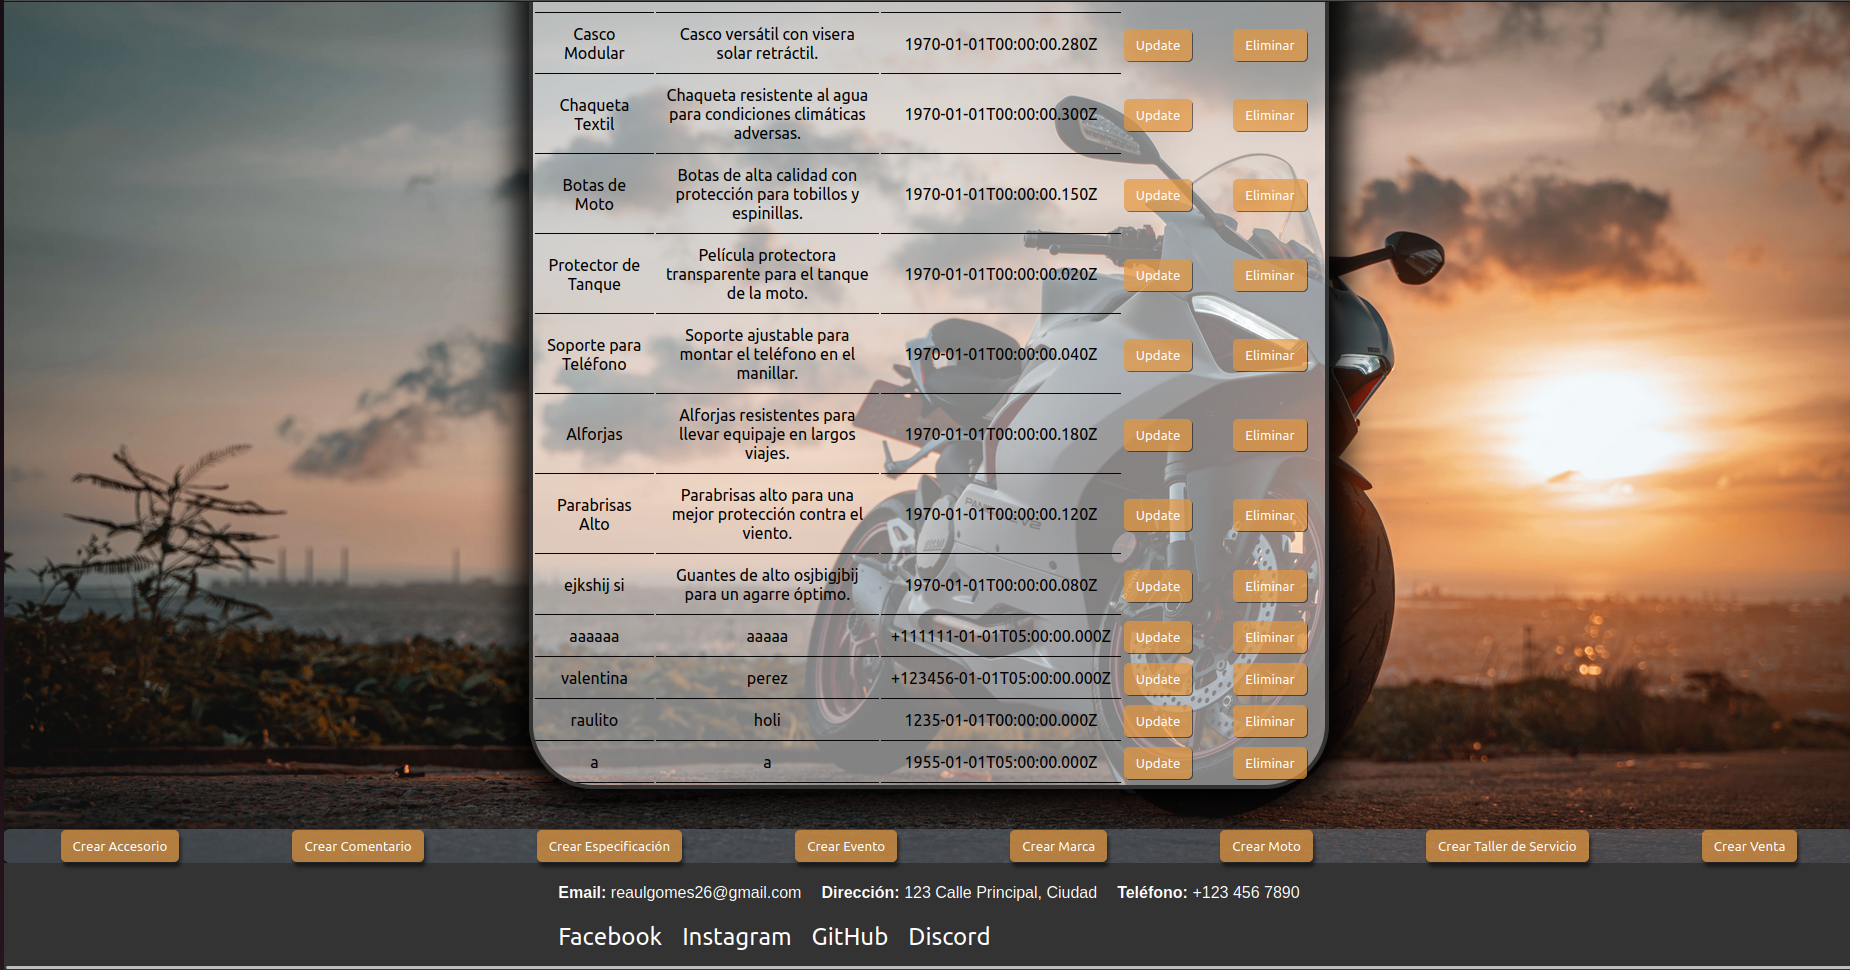 Casco
Modular
Casco versátil con visera
solar retráctil.
1970-01-01T00:00:00.280Z
Update
Eliminar
Chaqueta
Textil
Chaqueta resistente al agua
para condiciones climáticas
adversas.
1970-01-01T00:00:00.300Z
Update
Eliminar
Botas de
Moto
Botas de alta calidad con
protección para tobillos y
espinillas.
1970-01-01T00:00:00.150Z
Update
Eliminar
Protector de
Tanque
Película protectora
transparente para el tanque
de la moto.
1970-01-01T00:00:00.020Z
Update
Eliminar
Soporte para
Teléfono
Soporte ajustable para
montar el teléfono en el
manillar.
1970-01-01T00:00:00.040Z
Update
Eliminar
Alforjas
Alforjas resistentes para
llevar equipaje en largos
viajes.
1970-01-01T00:00:00.180Z
Update
Eliminar
Parabrisas
Alto
Parabrisas alto para una
mejor protección contra el
viento.
1970-01-01T00:00:00.120Z
Update
Eliminar
ejkshij si
Guantes de alto osjbigjbij
para un agarre óptimo.
1970-01-01T00:00:00.080Z
Update
Eliminar
aaaaaa
aaaaa
+111111-01-01T05:00:00.000Z
Update
Eliminar
valentina
perez
+123456-01-01T05:00:00.000Z
Update
Eliminar
raulito
holi
1235-01-01T00:00:00.000Z
Update
Eliminar
a
a
1955-01-01T05:00:00.000Z
Update
Eliminar
Crear Accesorio
Crear Comentario
Crear Especificación
Crear Evento
Crear Marca
Crear Moto
Crear Taller de Servicio
Crear Venta
Email: reaulgomes26@gmail.com
Dirección: 123 Calle Principal, Ciudad
Teléfono: +123 456 7890
Facebook
Instagram
GitHub
Discord